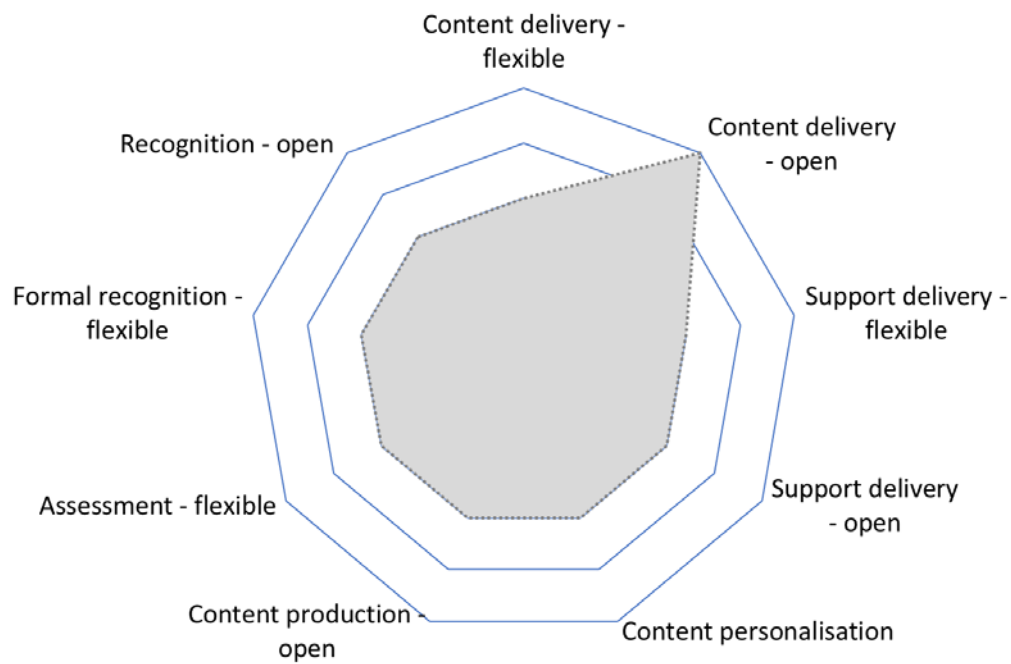 Content delivery -
flexible
Content delivery
- open
Support delivery -
flexible
Support delivery
- open
Content personalisation
Content production -
open
Assessment - flexible
Formal recognition -
flexible
Recognition - open